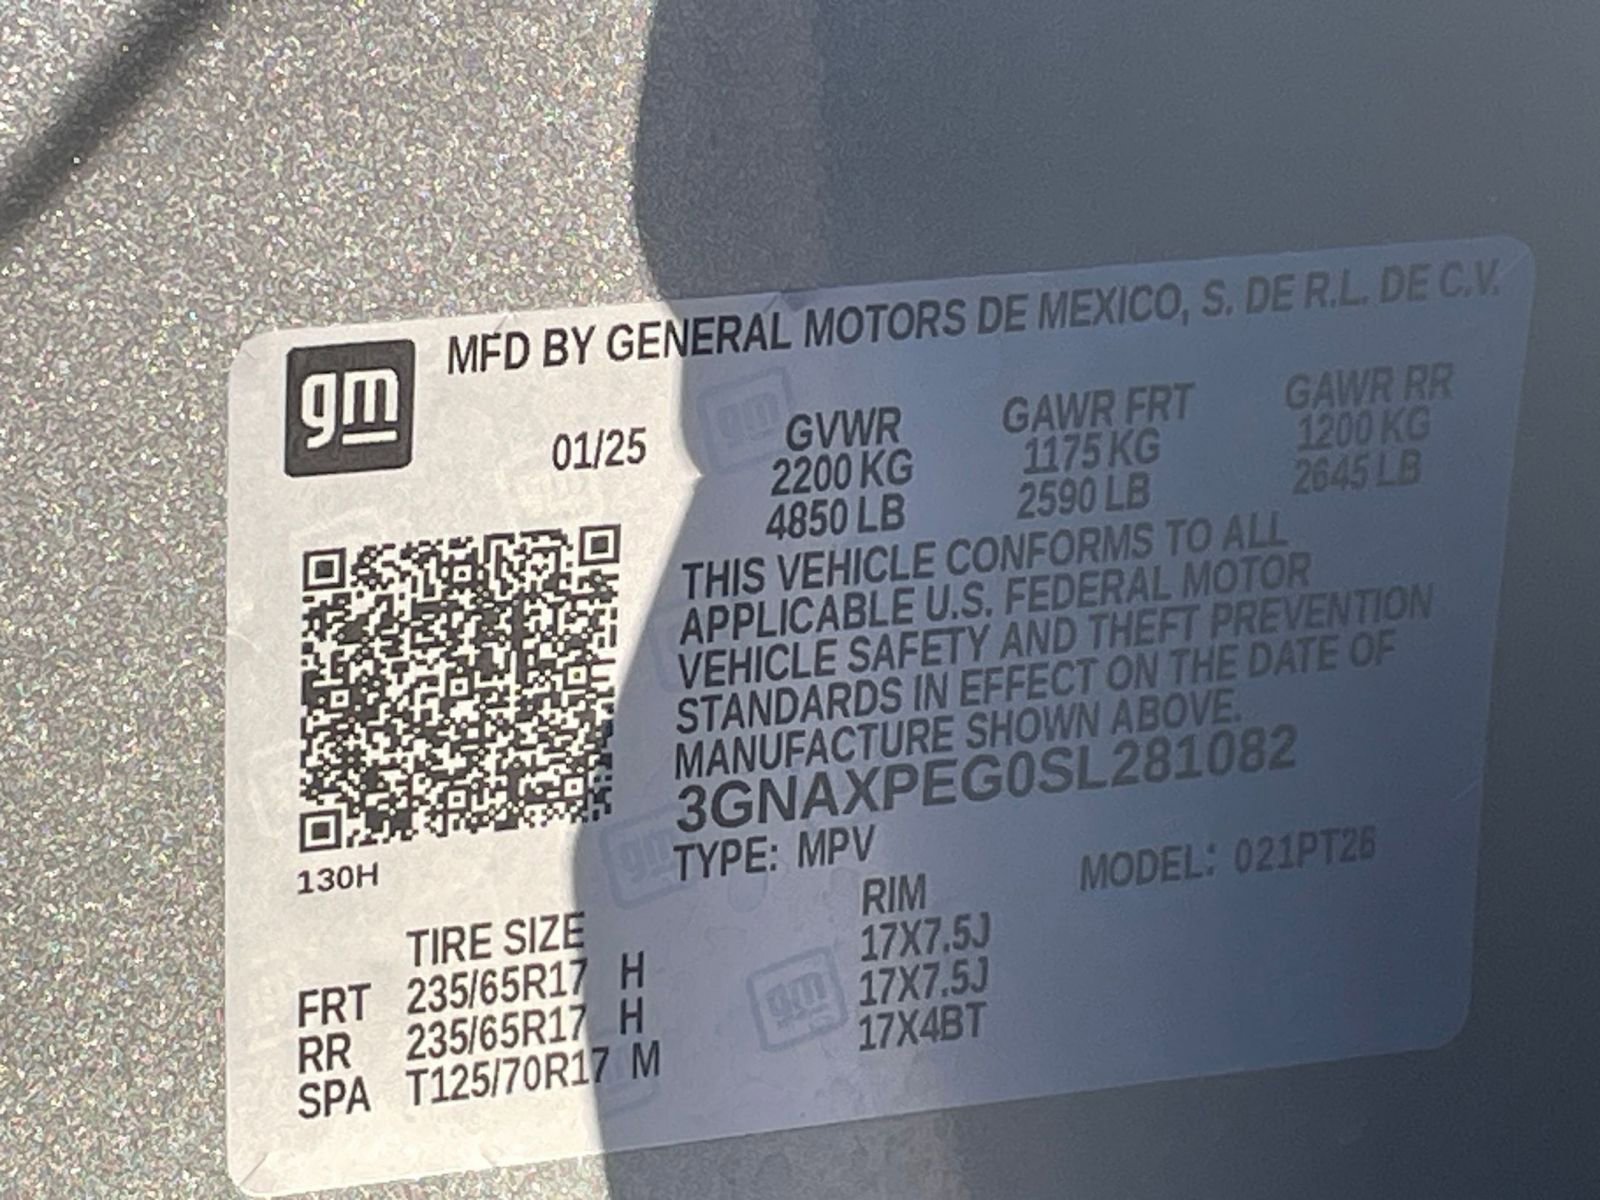 gm
MFD BY GENERAL MOTORS DE MEXICO, S. DE R.L. DE C.V.
01/25
GVWR GAWR FRT GAWR RR
2200 KG 1175 KG 1200 KG
4850 LB 2590 LB 2645 LB
THIS VEHICLE CONFORMS TO ALL
APPLICABLE U.S. FEDERAL MOTOR
VEHICLE SAFETY AND THEFT PREVENTION
STANDARDS IN EFFECT ON THE DATE OF
MANUFACTURE SHOWN ABOVE.
3GNAXPEG0SL281082
TYPE: MPV MODEL: 021PT26
130H
TIRE SIZE RIM
FRT 235/65R17 H 17X7.5J
RR 235/65R17 H 17X7.5J
SPA T125/70R17 M 17X4BT